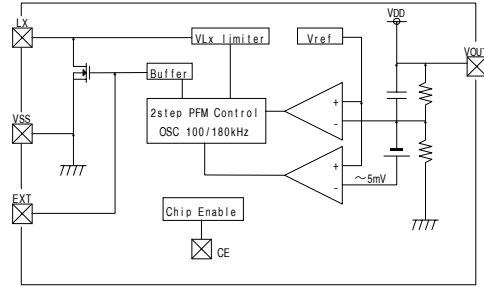 LX
VDD
VLx limiter
Vref
VOUT
Buffer
2step PFM Control
OSC 100/180kHz
+
-
VSS
+
～5mV
-
EXT
Chip Enable
CE